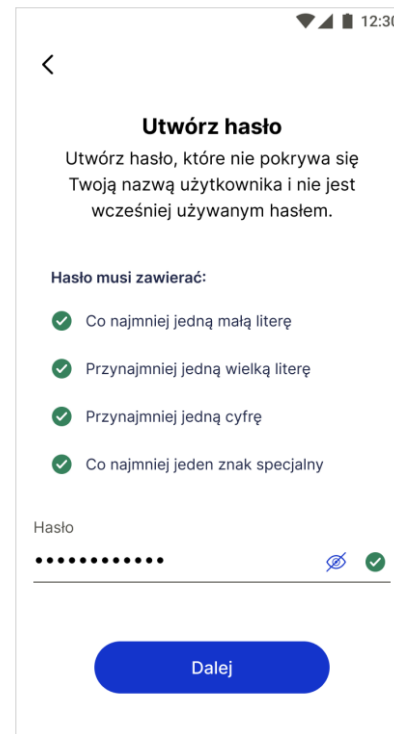 12:30
Utwórz hasło
Utwórz hasło, które nie pokrywa się
Twoją nazwą użytkownika i nie jest
wcześniej używanym hasłem.
Hasło musi zawierać:
Co najmniej jedną małą literę
Przynajmniej jedną wielką literę
Przynajmniej jedną cyfrę
Co najmniej jeden znak specjalny
Hasło
••••••••••••
Dalej